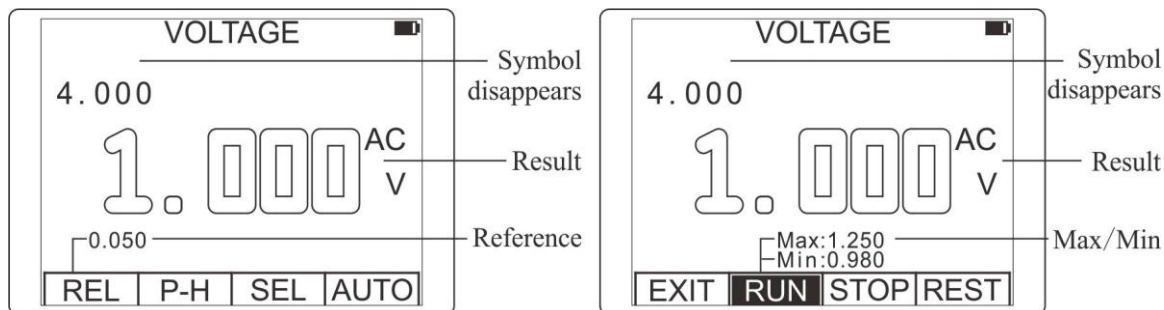 VOLTAGE
Symbol
disappears
4.000
1.000
AC
V
Result
0.050
Reference
REL P-H SEL AUTO
VOLTAGE
Symbol
disappears
4.000
1.000
AC
V
Result
Max:1.250
Min:0.980
Max/Min
EXIT RUN STOP REST